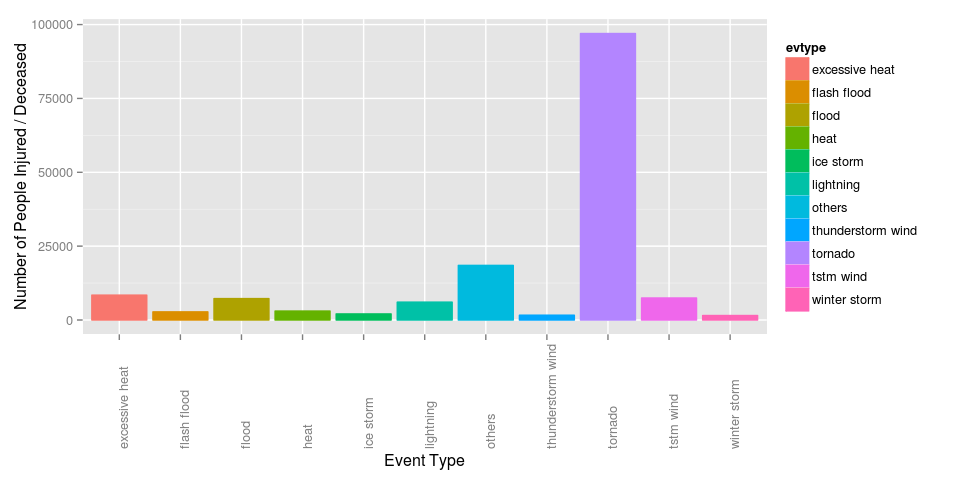 Number of People Injured / Deceased
100000
75000
50000
25000
0
excessive heat
flash flood
flood
heat
ice storm
lightning
others
thunderstorm wind
tornado
tstm wind
winter storm
Event Type
evtype
excessive heat
flash flood
flood
heat
ice storm
lightning
others
thunderstorm wind
tornado
tstm wind
winter storm